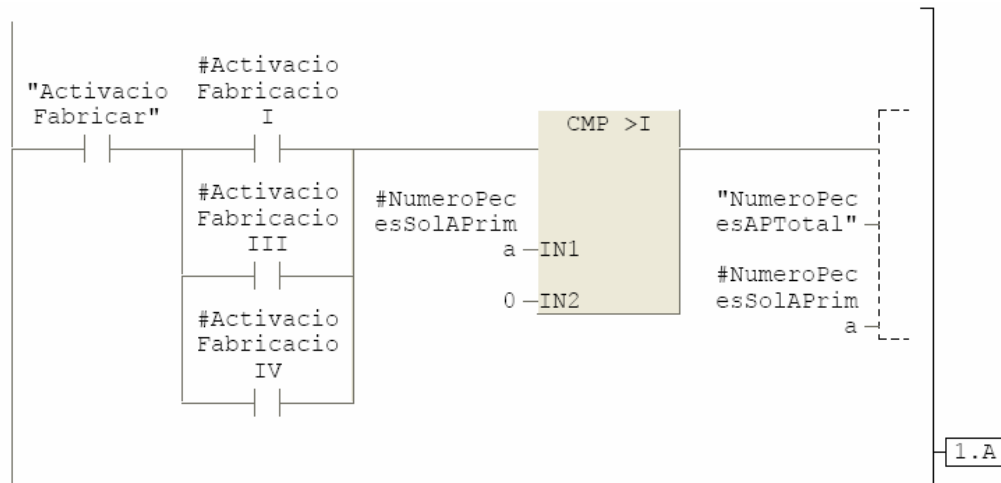 "Activacio
Fabricar"
#Activacio
Fabricacio
I
#Activacio
Fabricacio
III
#Activacio
Fabricacio
IV
CMP >I
#NumeroPec
esSolAPrim
a
IN1
0
IN2
"NumeroPec
esAPTotal"
#NumeroPec
esSolAPrim
a
1.A